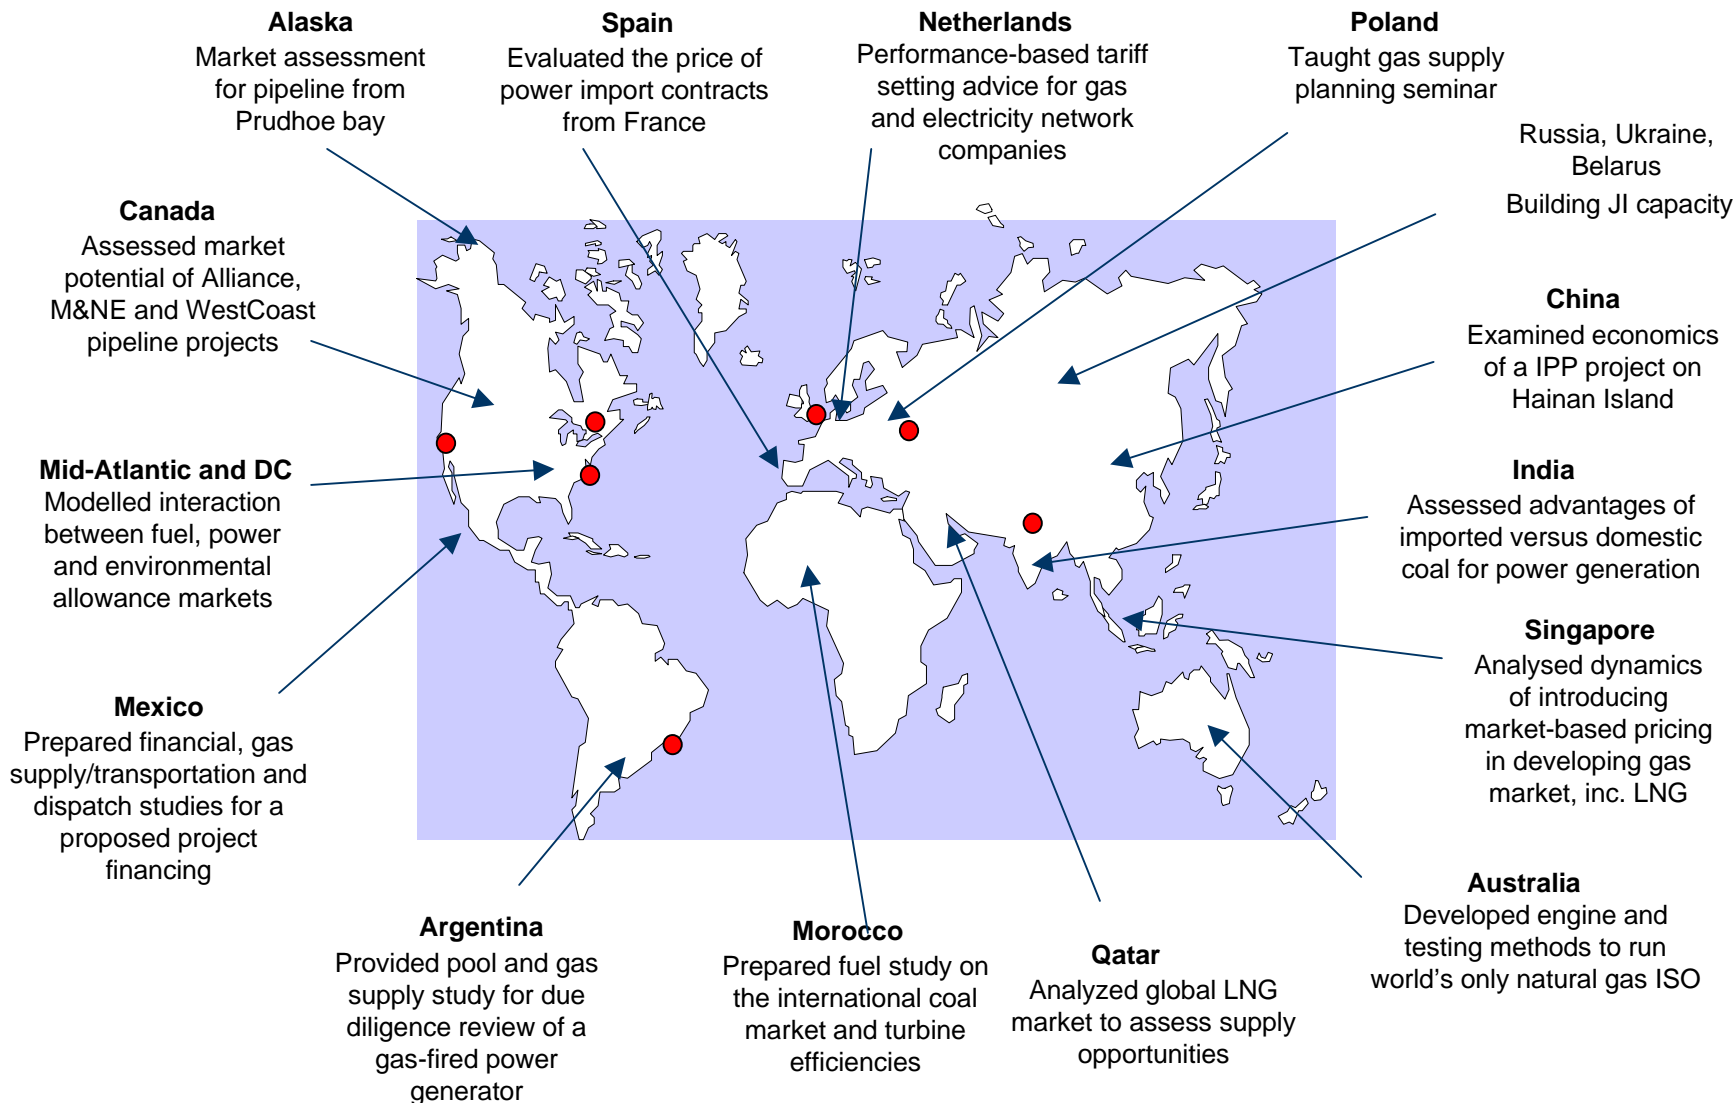 Alaska
Market assessment
for pipeline from
Prudhoe bay
Spain
Evaluated the price of
power import contracts
from France
Netherlands
Performance-based tariff
setting advice for gas
and electricity network
companies
Poland
Taught gas supply
planning seminar
Russia, Ukraine,
Belarus
Building JI capacity
Canada
Assessed market
potential of Alliance,
M&NE and WestCoast
pipeline projects
China
Examined economics
of a IPP project on
Hainan Island
Mid-Atlantic and DC
Modelled interaction
between fuel, power
and environmental
allowance markets
India
Assessed advantages of
imported versus domestic
coal for power generation
Singapore
Analysed dynamics
of introducing
market-based pricing
in developing gas
market, inc. LNG
Mexico
Prepared financial, gas
supply/transportation and
dispatch studies for a
proposed project
financing
Argentina
Provided pool and gas
supply study for due
diligence review of a
gas-fired power
generator
Morocco
Prepared fuel study on
the international coal
market and turbine
efficiencies
Qatar
Analyzed global LNG
market to assess supply
opportunities
Australia
Developed engine and
testing methods to run
world’s only natural gas ISO